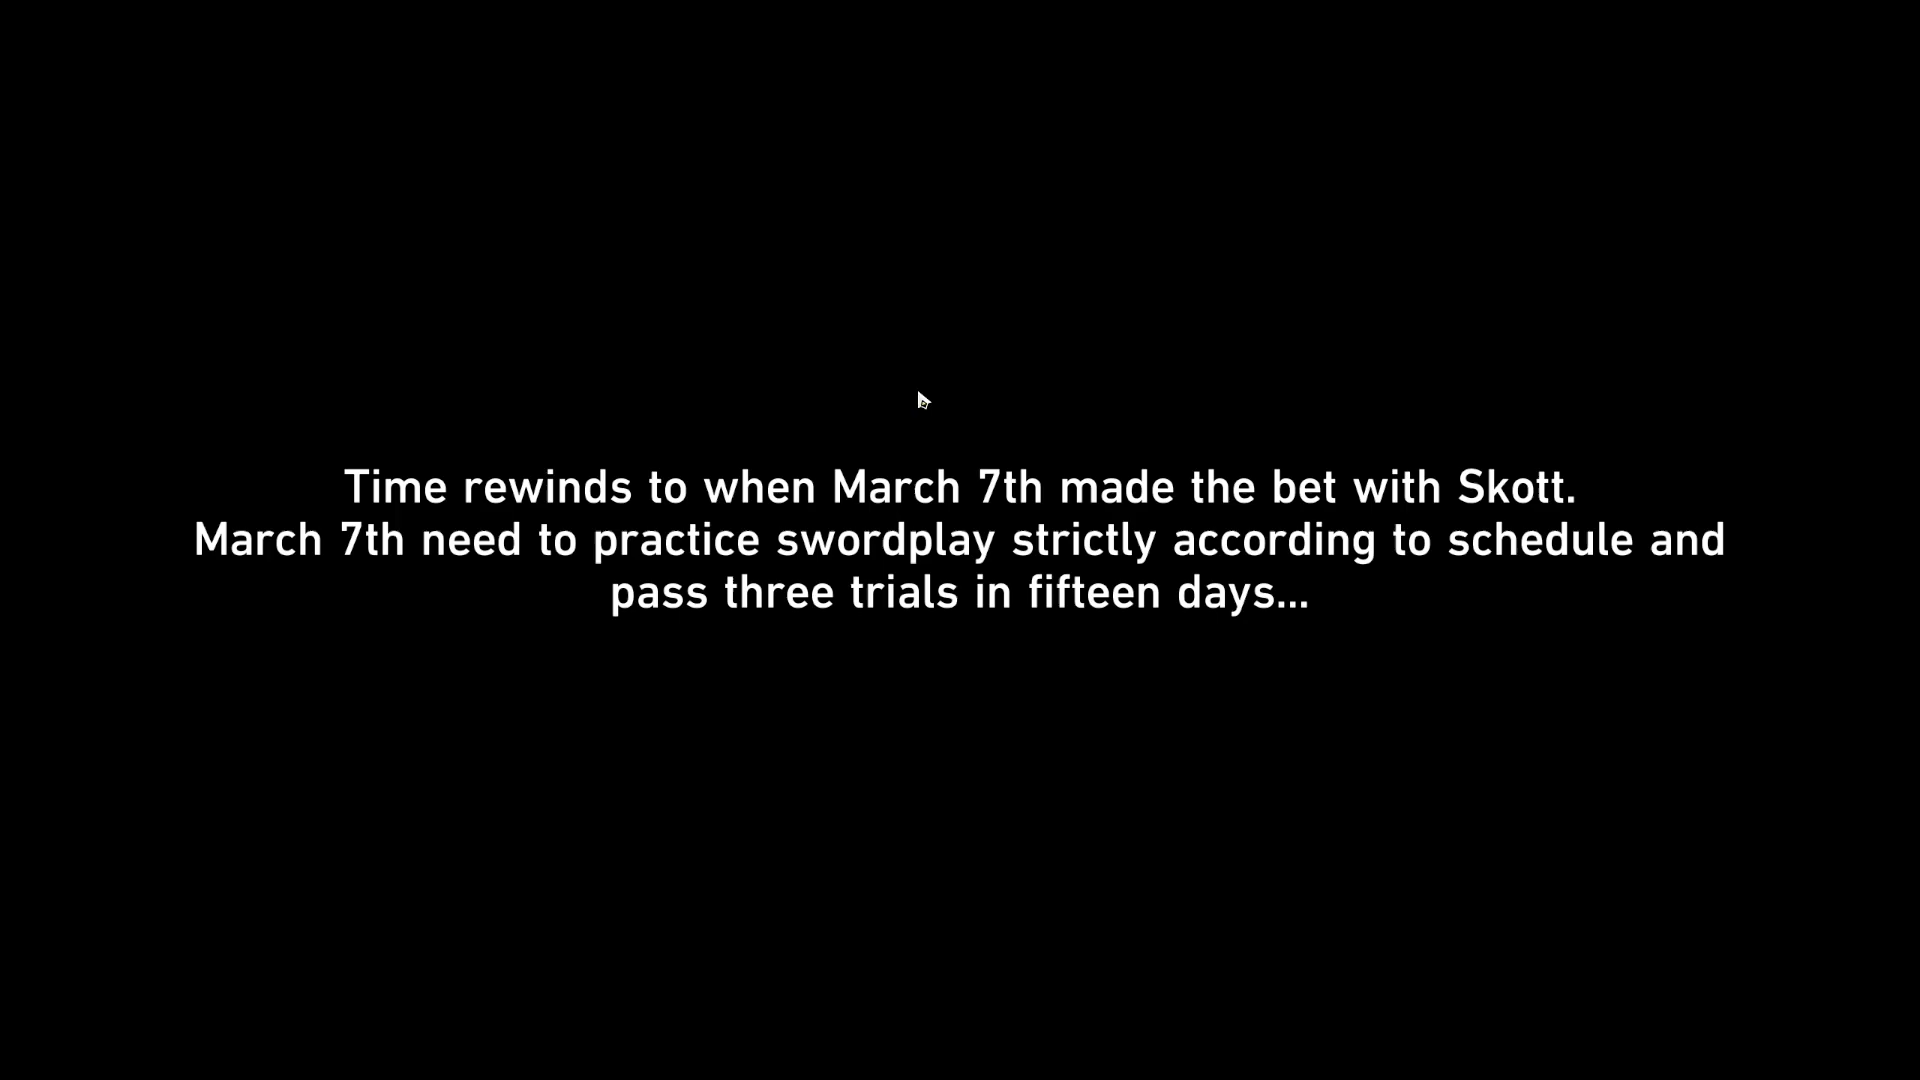 Time rewinds to when March 7th made the bet with Skott.
March 7th need to practice swordplay strictly according to schedule and
pass three trials in fifteen days...